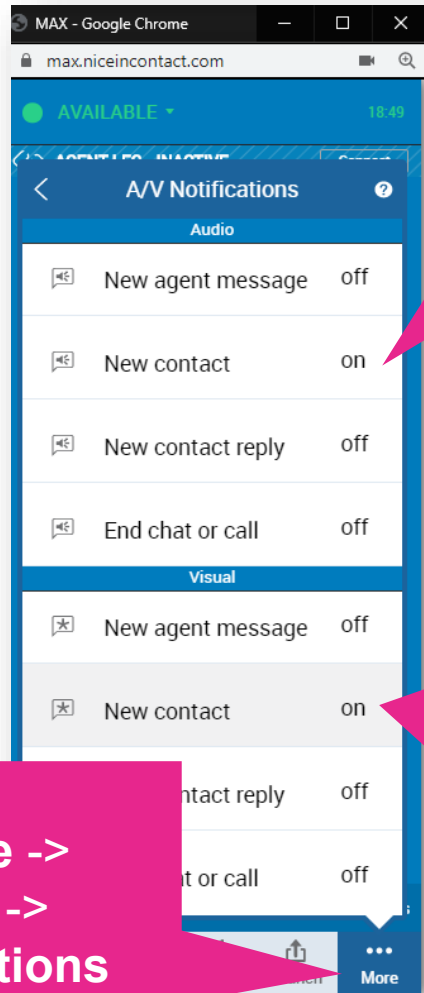 MAX - Google Chrome
max.niceincontact.com
AVAILABLE 18:49
A/V Notifications ?
Audio
New agent message off
New contact on
New contact reply off
End chat or call off
Visual
New agent message off
New contact on
reply off
or call off
->
->
More